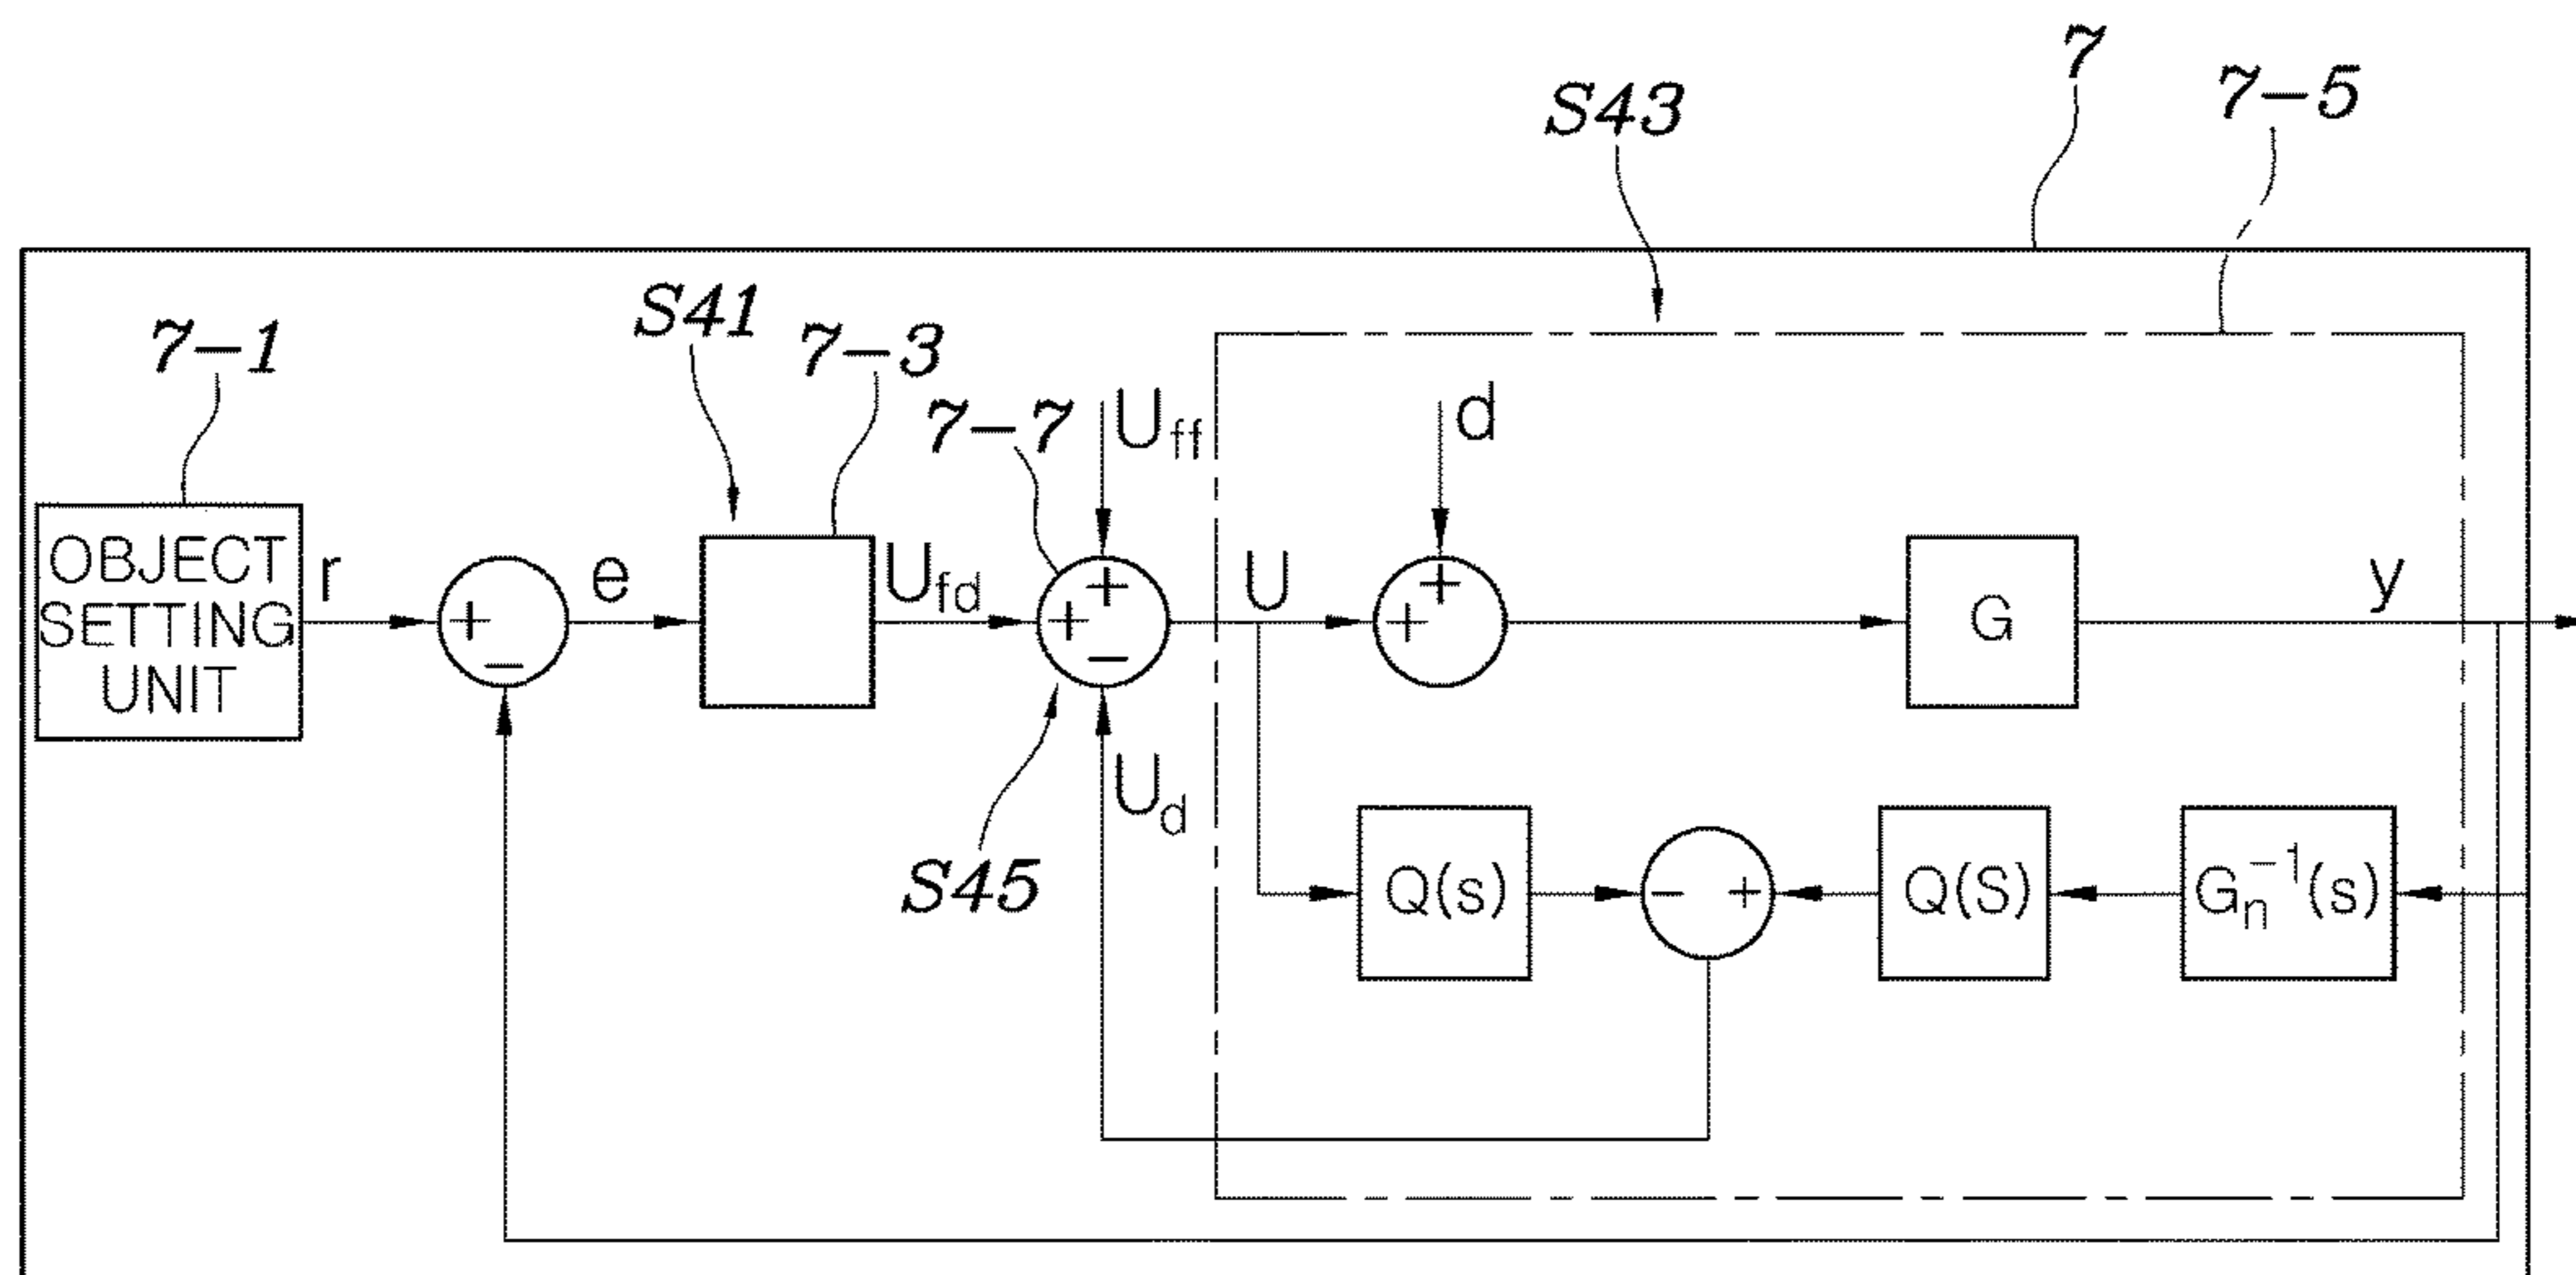 7
S43
7-5
S41
7-1
7-3
7-7
Uff
d
OBJECT
SETTING
UNIT
r
+
−
e
Ufd
+
+
−
U
+
+
G
y
Ud
S45
Q(s)
−
+
Q(S)
Gn−1(s)